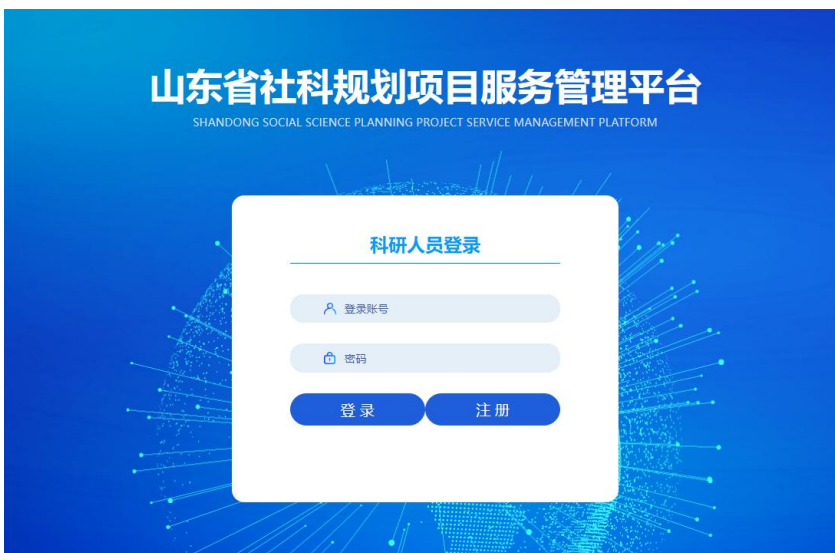 山东省社科规划项目服务管理平台
SHANDONG SOCIAL SCIENCE PLANNING PROJECT SERVICE MANAGEMENT PLATFORM
科研人员登录
登录账号
密码
登录 注册